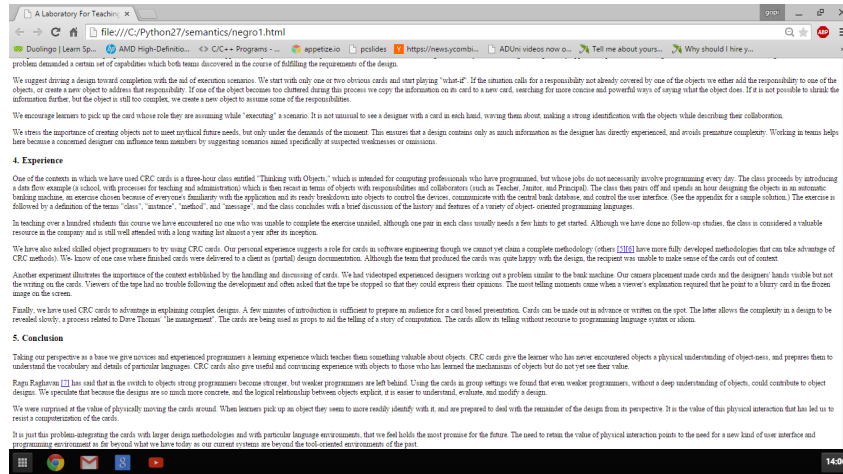 A Laboratory For Teaching
gopi
file:///C:/Python27/semantics/negro1.html
Duolingo | Learn Sp... AMD High-Definitio... C/C++ Programs - ... appetize.io pcslides https://news.ycombi... ADUni videos now o... Tell me about yours... Why should I hire y...
problem demanded a certain set of capabilities which both teams discovered in the course of fulfilling the requirements of the design.
We suggest driving a design toward completion with the aid of execution scenarios. We start with only one or two obvious cards and start playing "what-if". If the situation calls for a responsibility not already covered by one of the objects we either add the responsibility to one of the
objects, or create a new object to address that responsibility. If one of the object becomes too cluttered during this process we copy the information on its card to a new card, searching for more concise and powerful ways of saying what the object does. If it is not possible to shrink the
information further, but the object is still too complex, we create a new object to assume some of the responsibilities.
We encourage learners to pick up the card whose role they are assuming while "executing" a scenario. It is not unusual to see a designer with a card in each hand, waving them about, making a strong identification with the objects while describing their collaboration.
We stress the importance of creating objects not to meet mythical future needs, but only under the demands of the moment. This ensures that a design contains only as much information as the designer has directly experienced, and avoids premature complexity. Working in teams helps
here because a concerned designer can influence team members by suggesting scenarios aimed specifically at suspected weaknesses or omissions.
4. Experience
One of the contexts in which we have used CRC cards is a three-hour class entitled "Thinking with Objects," which is intended for computing professionals who have programmed, but whose jobs do not necessarily involve programming every day. The class proceeds by introducing
a data flow example (a school, with processes for teaching and administration) which is then recast in terms of objects with responsibilities and collaborators (such as Teacher, Janitor, and Principal). The class then pairs off and spends an hour designing the objects in an automatic
banking machine, an exercise chosen because of everyone's familiarity with the application and its ready breakdown into objects to control the devices, communicate with the central bank database, and control the user interface. (See the appendix for a sample solution.) The exercise is
followed by a definition of the terms "class", "instance", "method", and "message", and the class concludes with a brief discussion of the history and features of a variety of object- oriented programming languages.
In teaching over a hundred students this course we have encountered no one who was unable to complete the exercise unaided, although one pair in each class usually needs a few hints to get started. Although we have done no follow-up studies, the class is considered a valuable
resource in the company and is still well attended with a long waiting list almost a year after its inception.
We have also asked skilled object programmers to try using CRC cards. Our personal experience suggests a role for cards in software engineering though we cannot yet claim a complete methodology (others [5][6] have more fully developed methodologies that can take advantage of
CRC methods). We- know of one case where finished cards were delivered to a client as (partial) design documentation. Although the team that produced the cards was quite happy with the design, the recipient was unable to make sense of the cards out of context.
Another experiment illustrates the importance of the context established by the handling and discussing of cards. We had videotaped experienced designers working out a problem similar to the bank machine. Our camera placement made cards and the designers' hands visible but not
the writing on the cards. Viewers of the tape had no trouble following the development and often asked that the tape be stopped so that they could express their opinions. The most telling moments came when a viewer's explanation required that he point to a blurry card in the frozen
image on the screen.
Finally, we have used CRC cards to advantage in explaining complex designs. A few minutes of introduction is sufficient to prepare an audience for a card based presentation. Cards can be made out in advance or written on the spot. The latter allows the complexity in a design to be
revealed slowly, a process related to Dave Thomas' "lie management". The cards are being used as props to aid the telling of a story of computation. The cards allow its telling without recourse to programming language syntax or idiom.
5. Conclusion
Taking our perspective as a base we give novices and experienced programmers a learning experience which teaches them something valuable about objects. CRC cards give the learner who has never encountered objects a physical understanding of object-ness, and prepares them to
understand the vocabulary and details of particular languages. CRC cards also give useful and convincing experience with objects to those who has learned the mechanisms of objects but do not yet see their value.
Ragu Raghavan [7] has said that in the switch to objects strong programmers become stronger, but weaker programmers are left behind. Using the cards in group settings we found that even weaker programmers, without a deep understanding of objects, could contribute to object
designs. We speculate that because the designs are so much more concrete, and the logical relationship between objects explicit, it is easier to understand, evaluate, and modify a design.
We were surprised at the value of physically moving the cards around. When learners pick up an object they seem to more readily identify with it, and are prepared to deal with the remainder of the design from its perspective. It is the value of this physical interaction that has led us to
resist a computerization of the cards.
It is just this problem-integrating the cards with larger design methodologies and with particular language environments, that we feel holds the most promise for the future. The need to retain the value of physical interaction points to the need for a new kind of user interface and
programming environment as far beyond what we have today as our current systems are beyond the tool-oriented environments of the past.
14:0